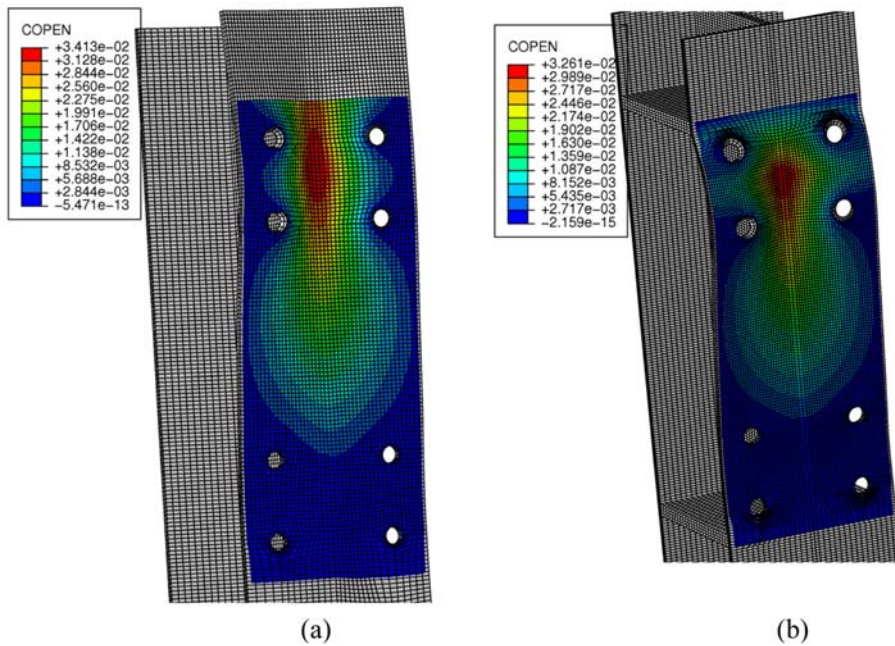 COPEN
+3.413e-02
+3.128e-02
+2.844e-02
+2.560e-02
+2.275e-02
+1.991e-02
+1.706e-02
+1.422e-02
+1.138e-02
+8.532e-03
+5.688e-03
+2.844e-03
-5.471e-13
COPEN
+3.261e-02
+2.989e-02
+2.717e-02
+2.446e-02
+2.174e-02
+1.902e-02
+1.630e-02
+1.359e-02
+1.087e-02
+8.152e-03
+5.435e-03
+2.717e-03
-2.159e-15
(a)
(b)